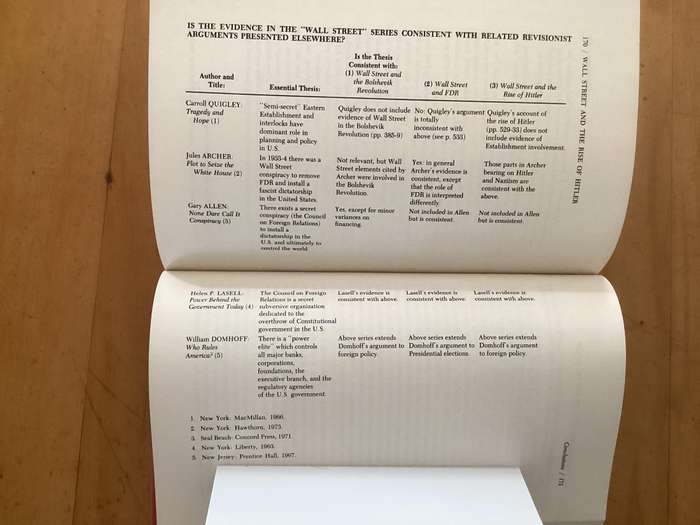 IS THE EVIDENCE IN THE "WALL STREET" SERIES CONSISTENT WITH RELATED REVISIONIST
ARGUMENTS PRESENTED ELSEWHERE?
170 / WALL STREET AND THE RISE OF HITLER
Author and
Title:
Essential Thesis:
Is the Thesis
Consistent with:
(1) Wall Street and
the Bolshevik
Revolution
(2) Wall Street
and FDR
(3) Wall Street and the
Rise of Hitler
Carroll QUIGLEY:
Tragedy and
Hope (1)
"Semi-secret" Eastern
Establishment and
interlocks have
dominant role in
planning and policy
in U.S.
Quigley does not include
evidence of Wall Street
in the Bolshevik
Revolution (pp. 385-9)
No: Quigley's argument
is totally
inconsistent with
above (see p. 533)
Quigley's account of
the rise of Hitler
(pp. 529-33) does not
include evidence of
Establishment involvement.
Jules ARCHER:
Plot to Seize the
White House (2)
In 1933-4 there was a
Wall Street
conspiracy to remove
FDR and install a
fascist dictatorship
in the United States.
Not relevant, but Wall
Street elements cited by
Archer were involved in
the Bolshevik
Revolution.
Yes: in general
Archer's evidence is
consistent, except
that the role of
FDR is interpreted
differently.
Those parts in Archer
bearing on Hitler
and Naziism are
consistent with the
above.
Gary ALLEN:
None Dare Call It
Conspiracy (3)
There exists a secret
conspiracy (the Council
on Foreign Relations)
to install a
dictatorship in the
U.S. and ultimately to
control the world.
Yes, except for minor
variances on
financing.
Not included in Allen
but is consistent.
Not included in Allen
but is consistent.
Helen P. LASELL:
Power Behind the
Government Today (4)
The Council on Foreign
Relations is a secret
subversive organization
dedicated to the
overthrow of Constitutional
government in the U.S.
Lasell's evidence is
consistent with above.
Lasell's evidence is
consistent with above.
Lasell's evidence is
consistent with above.
William DOMHOFF:
Who Rules
America? (5)
There is a "power
elite" which controls
all major banks,
corporations,
foundations, the
executive branch, and the
regulatory agencies
of the U.S. government.
Above series extends
Domhoff's argument to
foreign policy.
Above series extends
Domhoff's argument to
Presidential elections.
Above series extends
Domhoff's argument
to foreign policy.
1. New York: MacMillan, 1966.
2. New York: Hawthorn, 1973.
3. Seal Beach: Concord Press, 1971.
4. New York: Liberty, 1963.
5. New Jersey: Prentice Hall, 1967.
Conclusions / 171